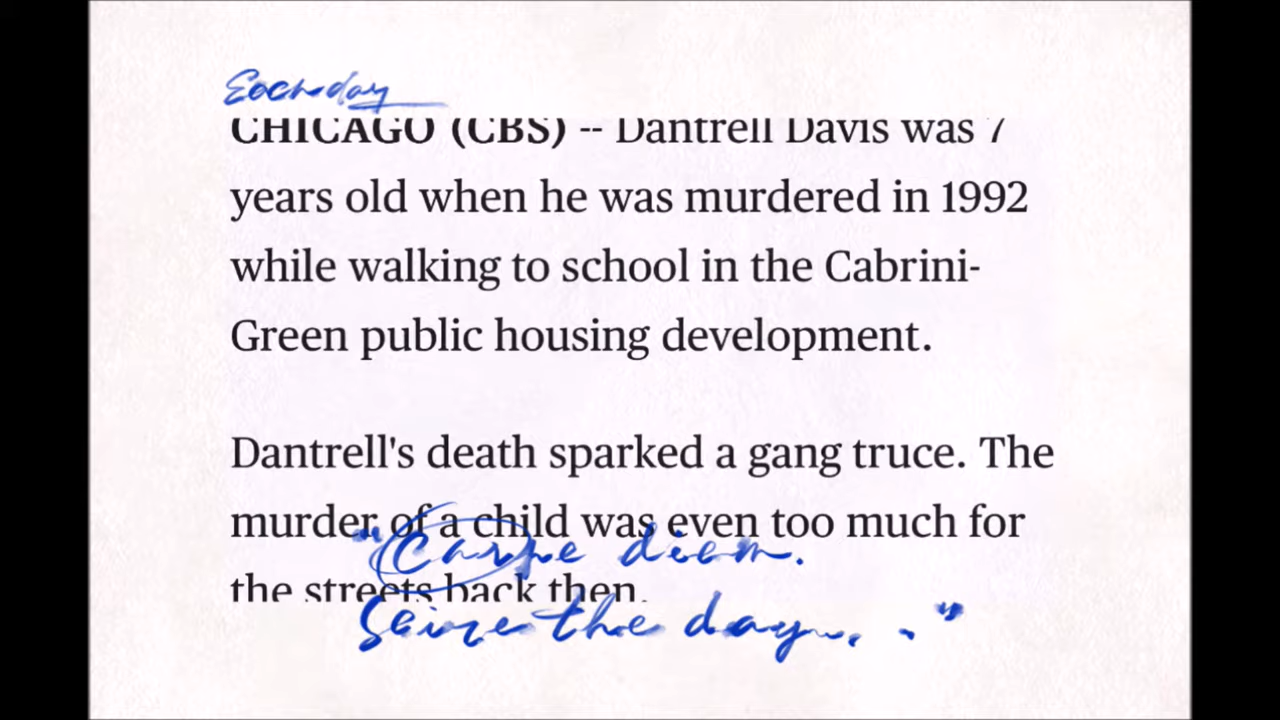 Each day
CHICAGO (CBS) -- Dantrell Davis was 7
years old when he was murdered in 1992
while walking to school in the Cabrini-
Green public housing development.
Dantrell's death sparked a gang truce. The
murder of a child was even too much for
"Carpe diem.
the streets back then.
Seize the day. . "